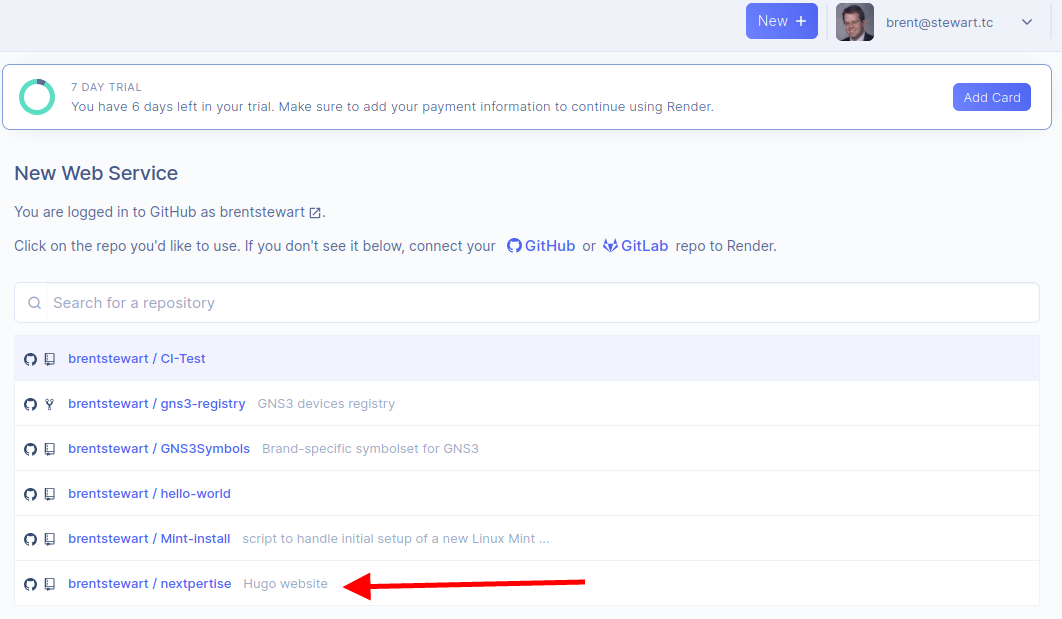 New +
brent@stewart.tc
7 DAY TRIAL
You have 6 days left in your trial. Make sure to add your payment information to continue using Render.
Add Card
New Web Service
You are logged in to GitHub as brentstewart.
Click on the repo you'd like to use. If you don't see it below, connect your GitHub or GitLab repo to Render.
Search for a repository
brentstewart / CI-Test
brentstewart / gns3-registry GNS3 devices registry
brentstewart / GNS3Symbols Brand-specific symbolset for GNS3
brentstewart / hello-world
brentstewart / Mint-install script to handle initial setup of a new Linux Mint ...
brentstewart / nextpertise Hugo website